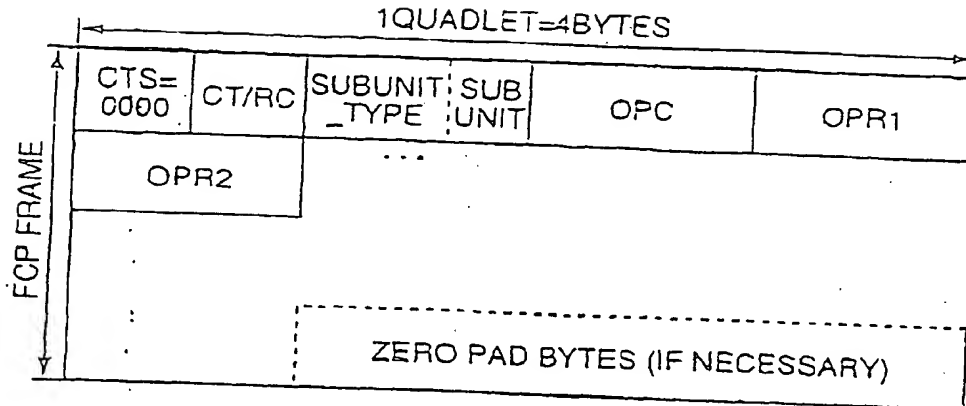 1QUADLET=4BYTES
CTS=
0000
CT/RC
SUBUNIT
_TYPE
SUB
UNIT
OPC
OPR1
OPR2
...
FCP FRAME
ZERO PAD BYTES (IF NECESSARY)